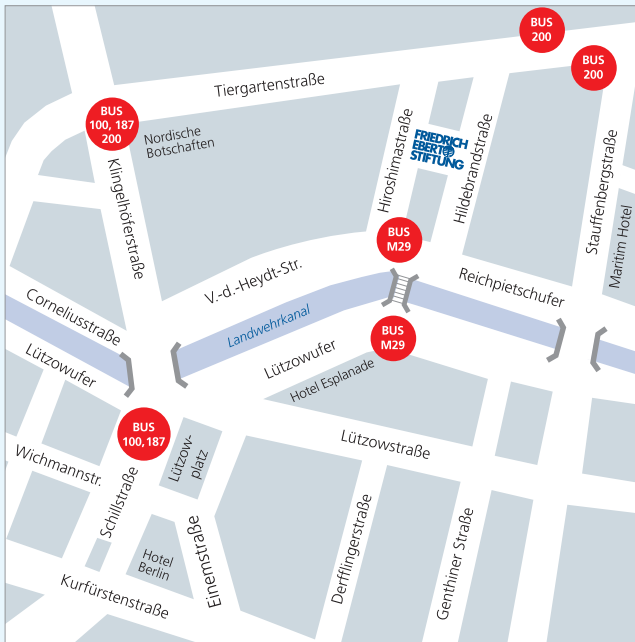 BUS
200
BUS
200
Tiergartenstraße
BUS
100, 187
200
Nordische
Botschaften
Klingelhöferstraße
Hiroshimastraße
FRIEDRICH
EBERT
STIFTUNG
Hildebrandstraße
Stauffenbergstraße
Maritim Hotel
BUS
M29
V.-d.-Heydt-Str.
Reichpietschufer
Corneliusstraße
Landwehrkanal
Lützowufer
BUS
M29
Lützowufer
Hotel Esplanade
BUS
100,187
Lützow-
platz
Lützowstraße
Wichmannstr.
Schillstraße
Hotel
Berlin
Einemstraße
Derfflingerstraße
Genthiner Straße
Kurfürstenstraße